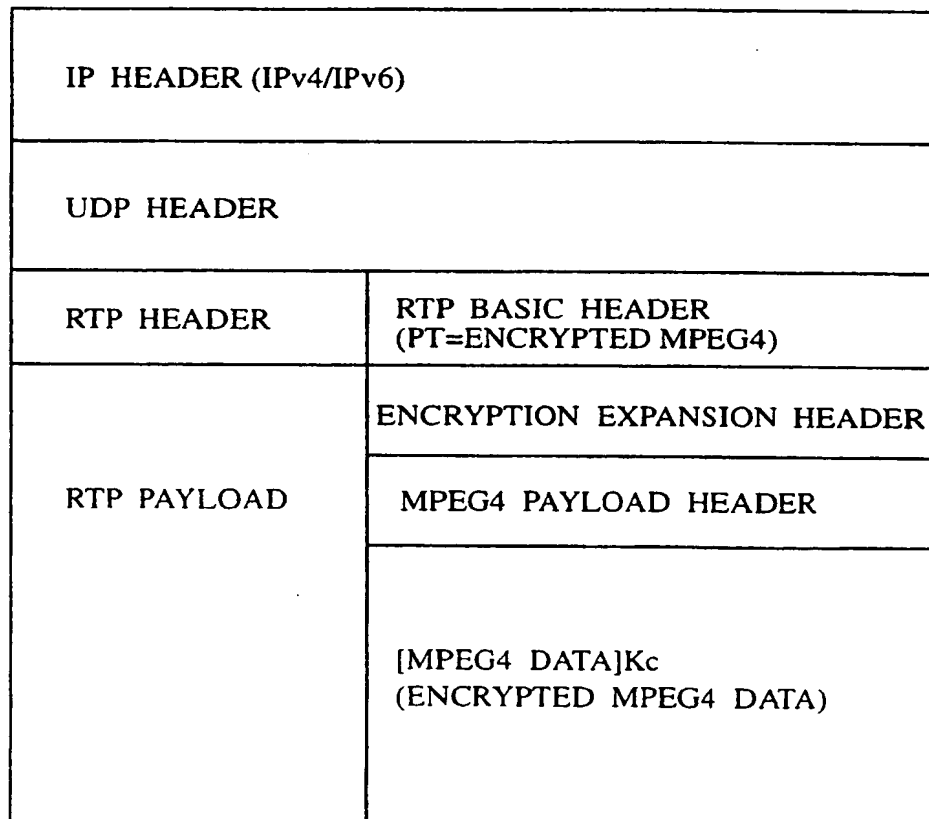 IP HEADER (IPv4/IPv6)
UDP HEADER
RTP HEADER
RTP BASIC HEADER
(PT=ENCRYPTED MPEG4)
RTP PAYLOAD
ENCRYPTION EXPANSION HEADER
MPEG4 PAYLOAD HEADER
[MPEG4 DATA]Kc
(ENCRYPTED MPEG4 DATA)